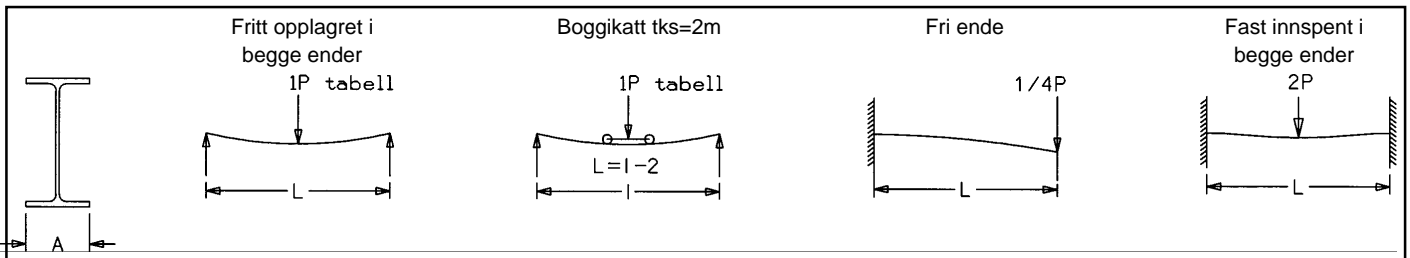 Fritt opplagret i
begge ender
1P tabell
L
Boggikatt tks=2m
1P tabell
L=l-2
l
Fri ende
1/4P
L
Fast innspent i
begge ender
2P
L
A